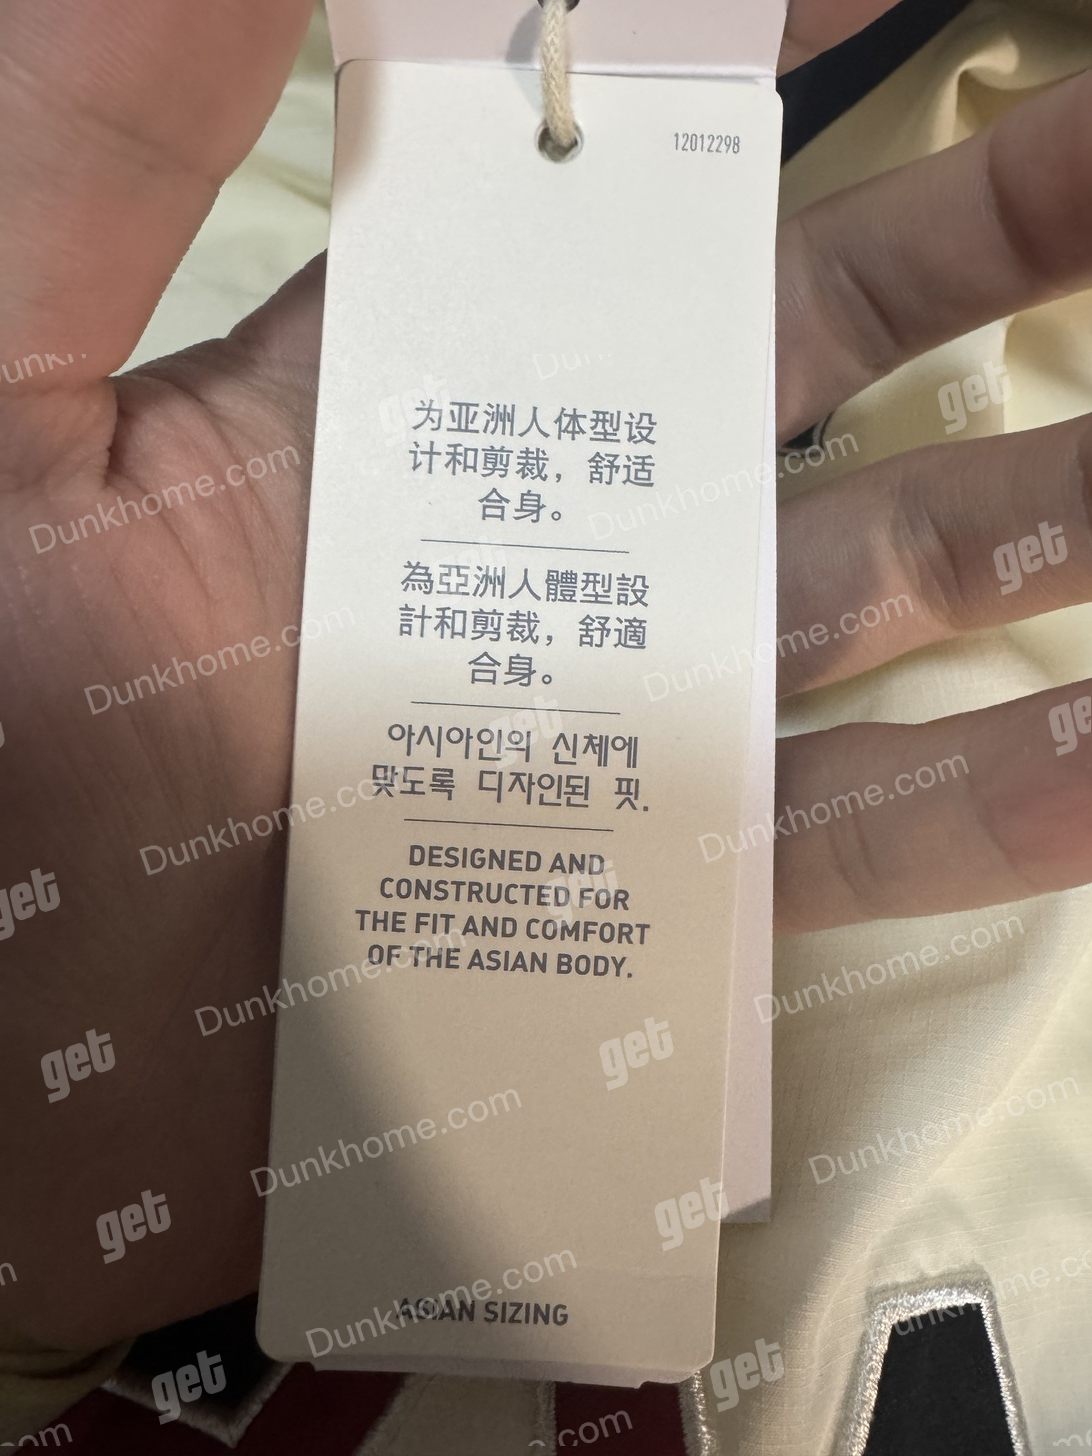 12012298
为亚洲人体型设
计和剪裁，舒适
合身。
為亞洲人體型設
計和剪裁，舒適
合身。
아시아인의 신체에
맞도록 디자인된 핏.
DESIGNED AND
CONSTRUCTED FOR
THE FIT AND COMFORT
OF THE ASIAN BODY.
ASIAN SIZING
Dunkhome.com
get